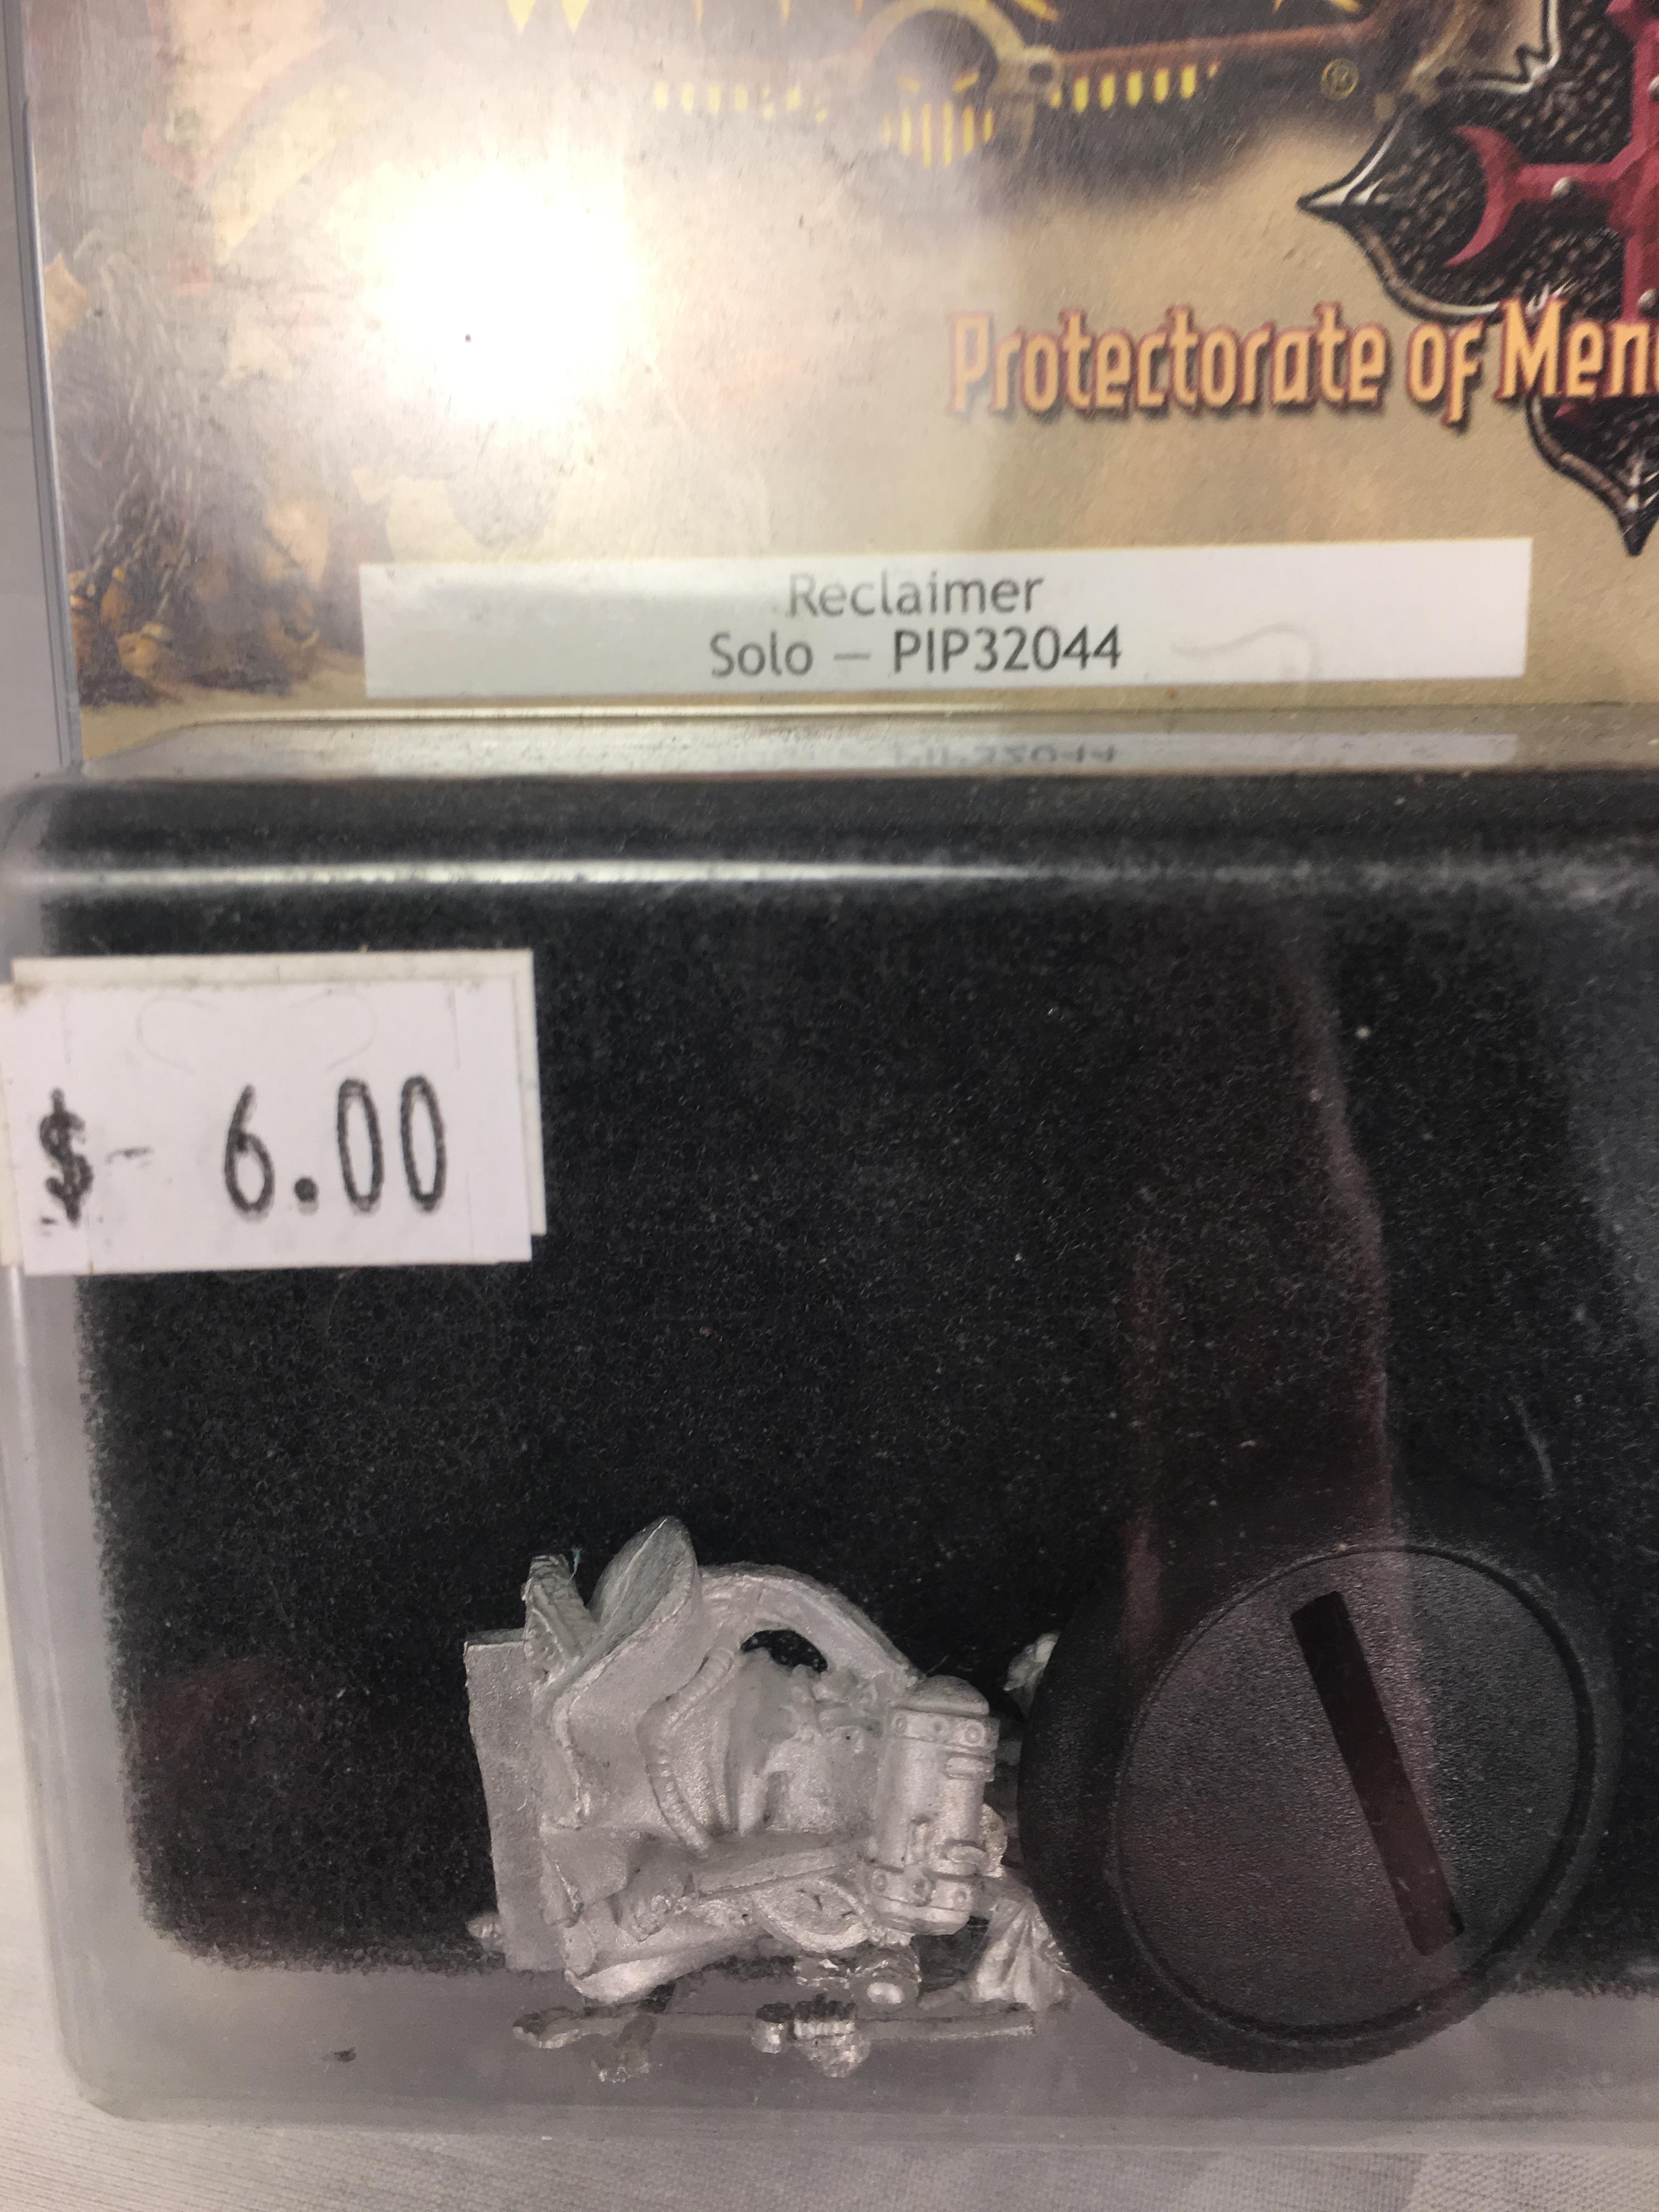 ®
Protectorate of Men
Reclaimer
Solo — PIP32044
$- 6.00